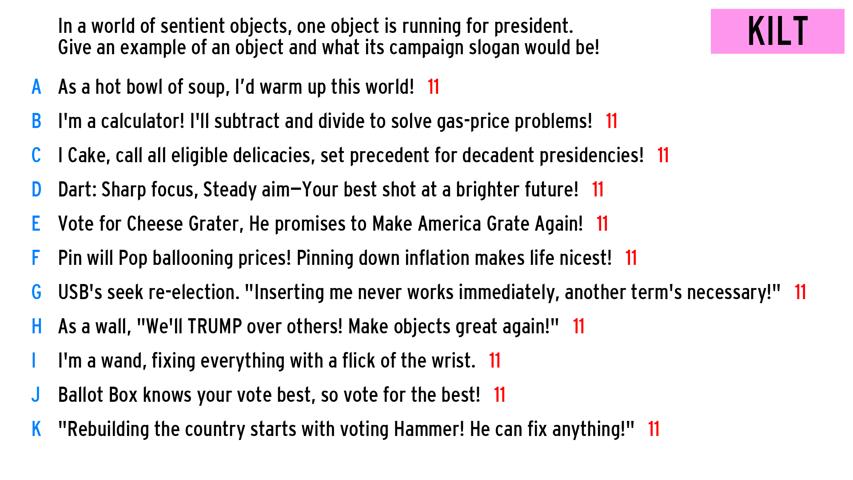 In a world of sentient objects, one object is running for president.
Give an example of an object and what its campaign slogan would be!
KILT
A As a hot bowl of soup, I'd warm up this world! 11
B I'm a calculator! I'll subtract and divide to solve gas-price problems! 11
C I Cake, call all eligible delicacies, set precedent for decadent presidencies! 11
D Dart: Sharp focus, Steady aim—Your best shot at a brighter future! 11
E Vote for Cheese Grater, He promises to Make America Grate Again! 11
F Pin will Pop ballooning prices! Pinning down inflation makes life nicest! 11
G USB's seek re-election. "Inserting me never works immediately, another term's necessary!" 11
H As a wall, "We'll TRUMP over others! Make objects great again!" 11
I I'm a wand, fixing everything with a flick of the wrist. 11
J Ballot Box knows your vote best, so vote for the best! 11
K "Rebuilding the country starts with voting Hammer! He can fix anything!" 11